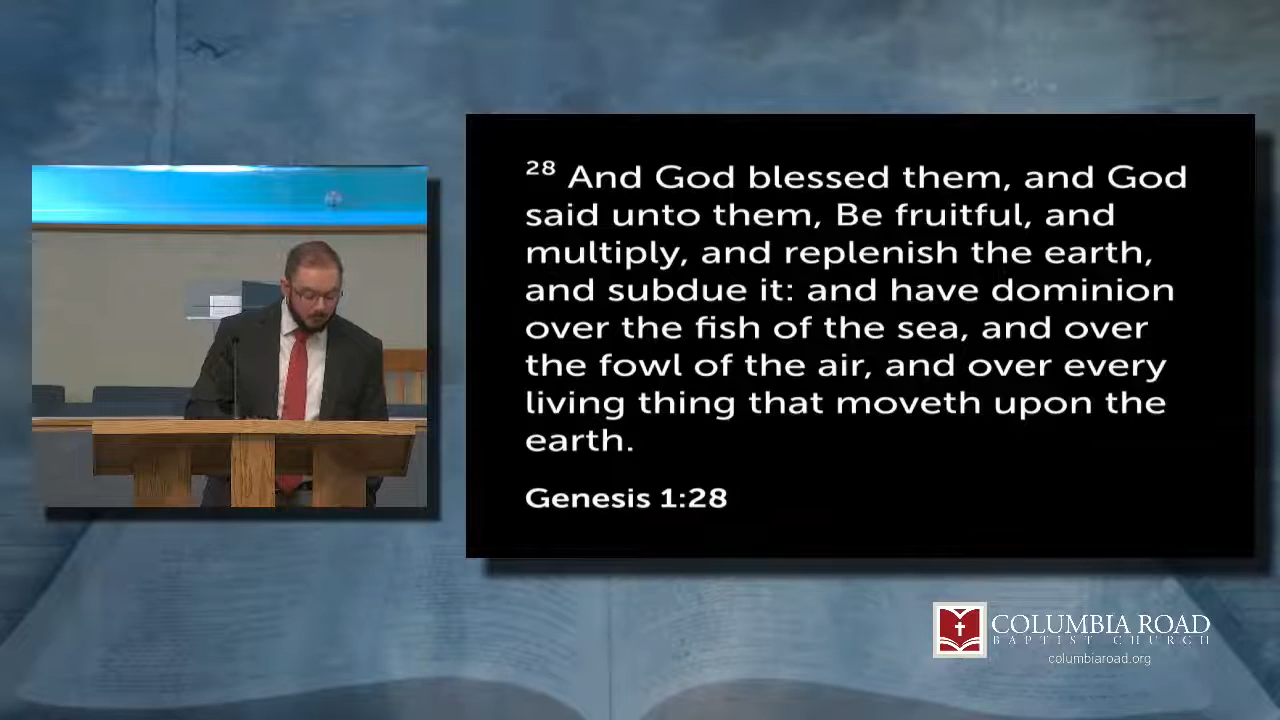 28 And God blessed them, and God
said unto them, Be fruitful, and
multiply, and replenish the earth,
and subdue it: and have dominion
over the fish of the sea, and over
the fowl of the air, and over every
living thing that moveth upon the
earth.
Genesis 1:28
COLUMBIA ROAD
BAPTIST CHURCH
columbiaroad.org